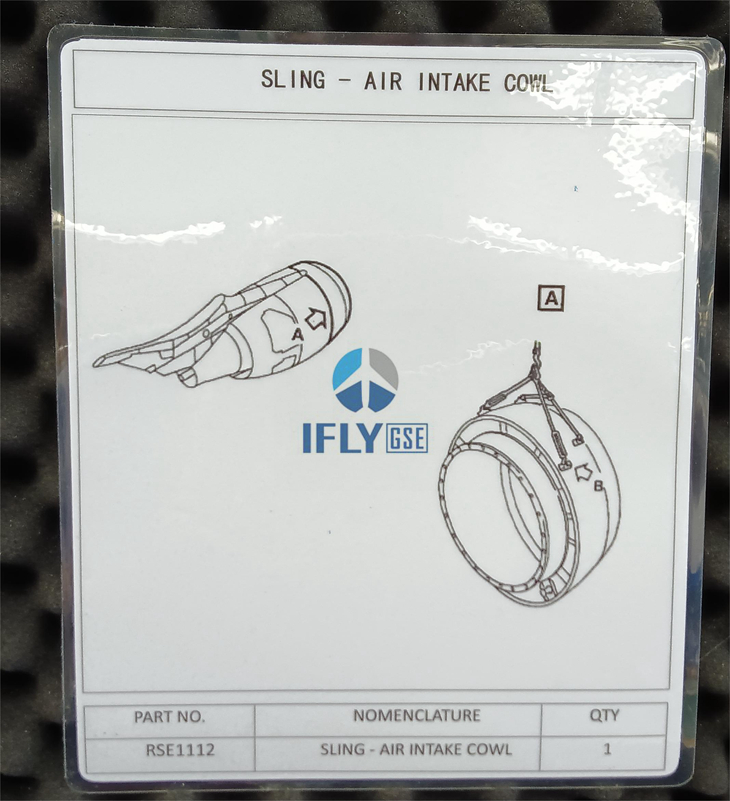 SLING - AIR INTAKE COWL
A
A
B
IFLY GSE
PART NO. NOMENCLATURE QTY
RSE1112 SLING - AIR INTAKE COWL 1